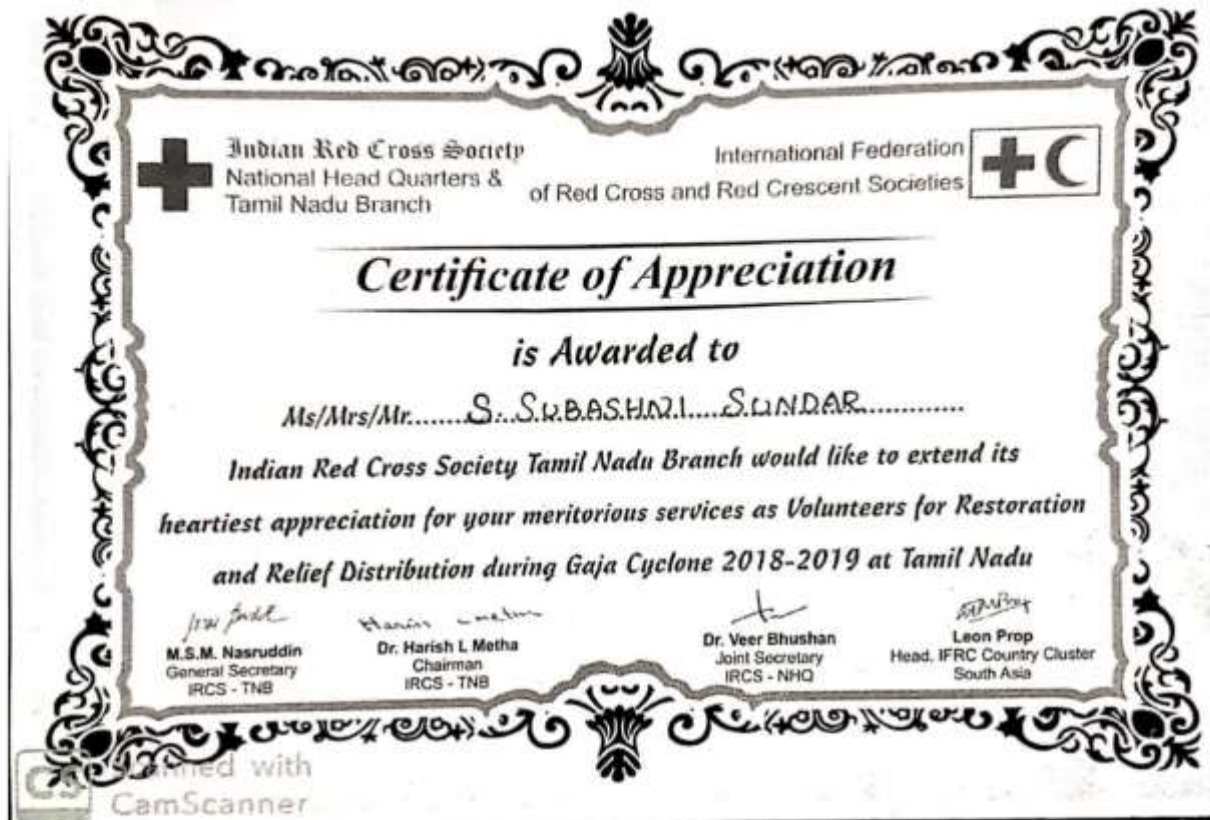 Indian Red Cross Society
National Head Quarters &
Tamil Nadu Branch
International Federation
of Red Cross and Red Crescent Societies
Certificate of Appreciation
is Awarded to
Ms/Mrs/Mr.........S. SUBASHNI SUNDAR...............
Indian Red Cross Society Tamil Nadu Branch would like to extend its
heartiest appreciation for your meritorious services as Volunteers for Restoration
and Relief Distribution during Gaja Cyclone 2018-2019 at Tamil Nadu
M.S.M. Nasruddin
General Secretary
IRCS - TNB
Dr. Harish L Metha
Chairman
IRCS - TNB
Dr. Veer Bhushan
Joint Secretary
IRCS - NHQ
Leon Prop
Head. IFRC Country Cluster
South Asia
CS
Scanned with
CamScanner